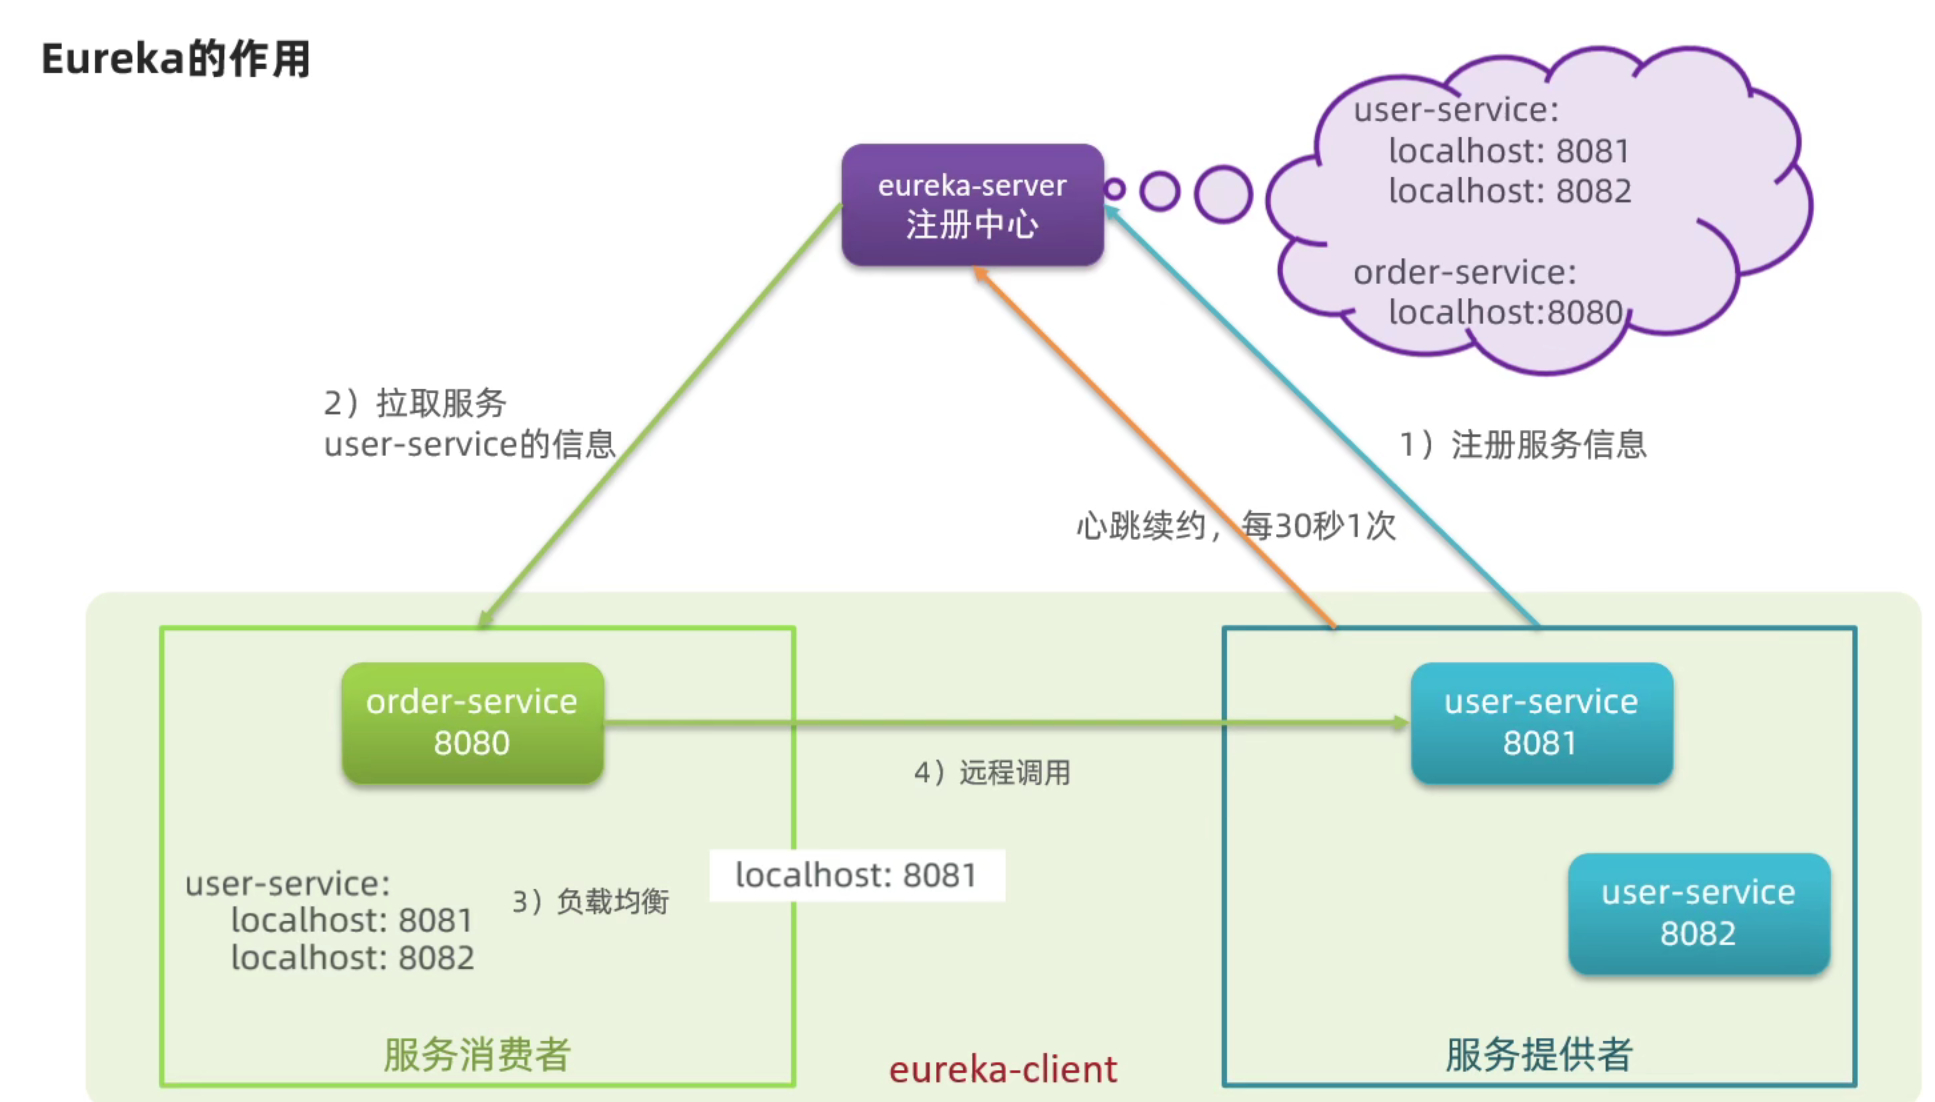 Eureka的作用
user-service:
localhost: 8081
localhost: 8082
order-service:
localhost:8080
eureka-server
注册中心
2）拉取服务
user-service的信息
1）注册服务信息
心跳续约，每30秒1次
order-service
8080
user-service
8081
4）远程调用
user-service:
localhost: 8081
localhost: 8082
3）负载均衡
localhost: 8081
user-service
8082
服务消费者
eureka-client
服务提供者